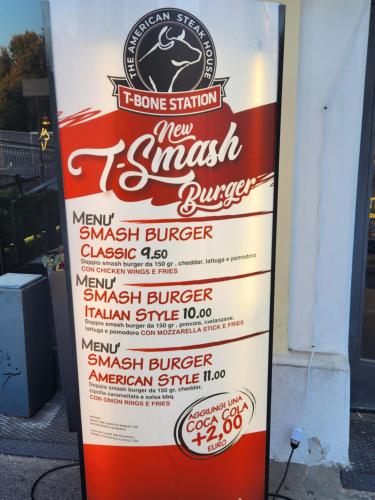 THE AMERICAN STEAK HOUSE
T-BONE STATION
New
T-Smash
Burger
MENU'
SMASH BURGER
CLASSIC 9.50
Doppio smash burger da 150 gr, cheddar, lattuga e pomodoro
CON CHICKEN WINGS E FRIES
MENU'
SMASH BURGER
ITALIAN STYLE 10.00
Doppio smash burger da 150 gr, provola, melanzane,
lattuga e pomodoro CON MOZZARELLA STICK E FRIES
MENU'
SMASH BURGER
AMERICAN STYLE 11.00
Doppio smash burger da 150 gr, cheddar,
cipolla caramellata e salsa bbq.
CON ONION RINGS E FRIES
AGGIUNGI UNA
COCA COLA
+2,00
EURO